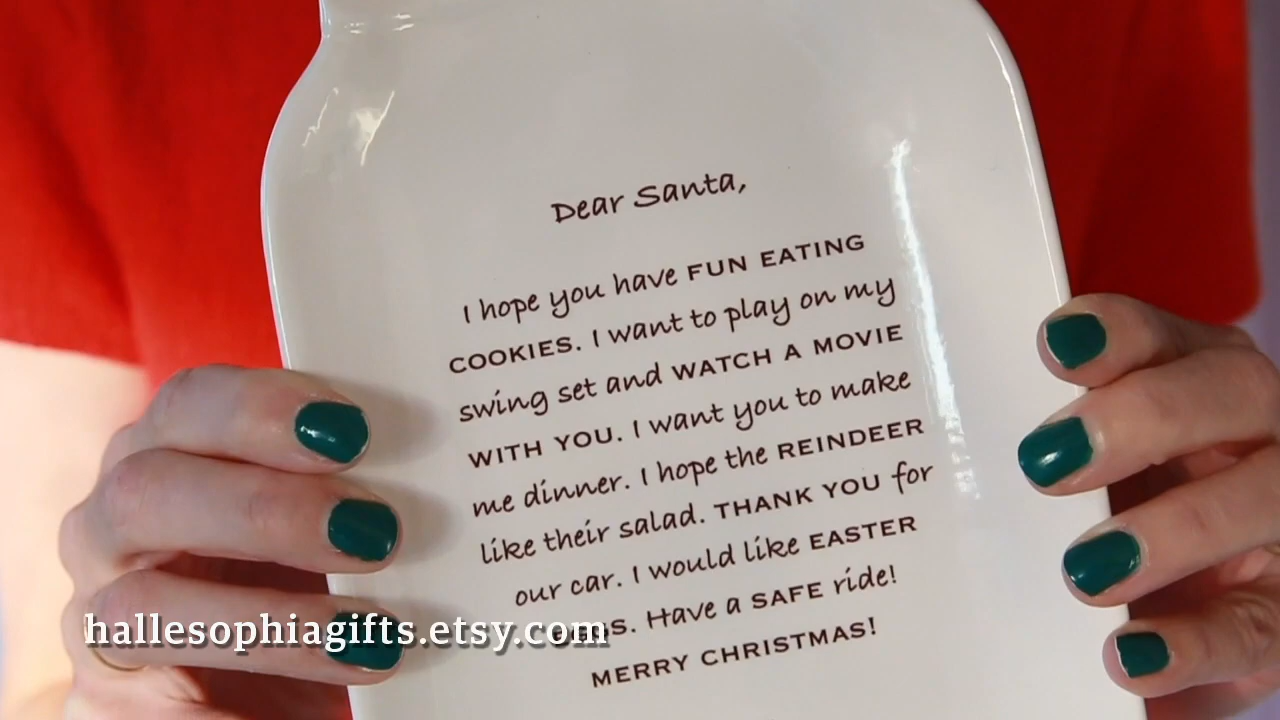 Dear Santa,
I hope you have FUN EATING
COOKIES. I want to play on my
swing set and WATCH A MOVIE
WITH YOU. I want you to make
me dinner. I hope the REINDEER
like their salad. THANK YOU for
our car. I would like EASTER
EGGS. Have a SAFE ride!
MERRY CHRISTMAS!
hallesophiagifts.etsy.com